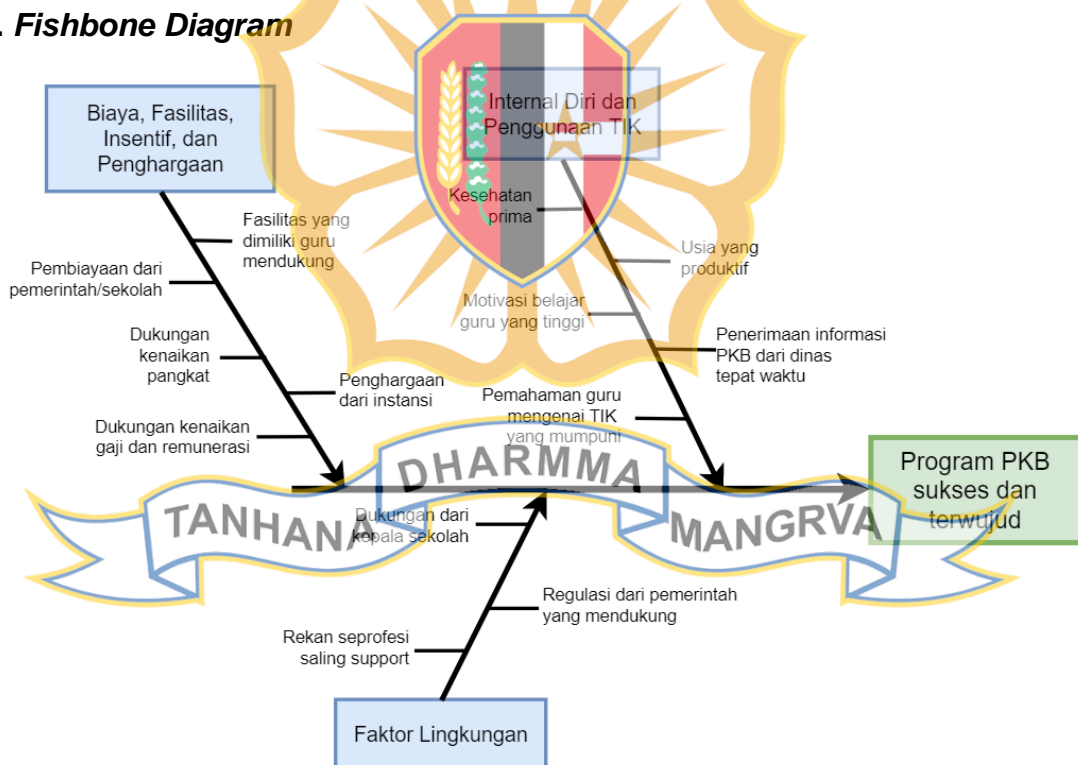 . Fishbone Diagram
Biaya, Fasilitas,
Insentif, dan
Penghargaan
Internal Diri dan
Penggunaan TIK
Fasilitas yang
dimiliki guru
mendukung
Pembiayaan dari
pemerintah/sekolah
Dukungan
kenaikan
pangkat
Penghargaan
dari instansi
Dukungan kenaikan
gaji dan remunerasi
Kesehatan
prima
Usia yang
produktif
Motivasi belajar
guru yang tinggi
Penerimaan informasi
PKB dari dinas
tepat waktu
Pemahaman guru
mengenai TIK
yang mumpuni
Program PKB
sukses dan
terwujud
TANHANA DHARMMA MANGRVA
Dukungan dari
kepala sekolah
Regulasi dari pemerintah
yang mendukung
Rekan seprofesi
saling support
Faktor Lingkungan